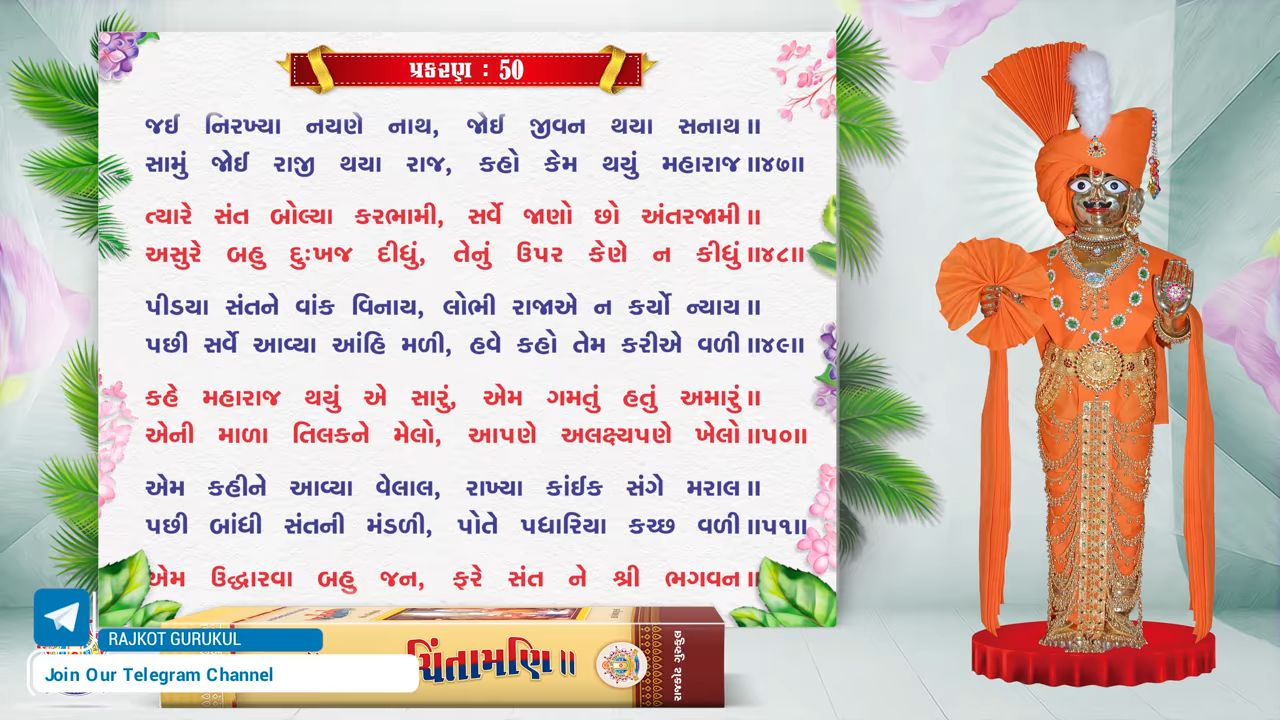 પ્રકરણ : 50
જઈ નિરખ્યા નયણે નાથ, જોઈ જીવન થયા સનાથ॥
સામું જોઈ રાજી થયા રાજ, કહો કેમ થયું મહારાજ॥૪૭॥
ત્યારે સંત બોલ્યા કરભામી, સર્વે જાણો છો અંતરજામી॥
અસુરે બહુ દુઃખજ દીધું, તેનું ઉપર કેણે ન કીધું॥૪૮॥
પીડયા સંતને વાંક વિનાય, લોભી રાજાએ ન કર્યો ન્યાય॥
પછી સર્વે આવ્યા આંહિ મળી, હવે કહો તેમ કરીએ વળી॥૪૯॥
કહે મહારાજ થયું એ સારું, એમ ગમતું હતું અમારું॥
એની માળા તિલકને મેલો, આપણે અલક્ષ્યપણે ખેલો॥૫૦॥
એમ કહીને આવ્યા વેલાલ, રાખ્યા કાંઈક સંગે મરાલ॥
પછી બાંધી સંતની મંડળી, પોતે પધારિયા કચ્છ વળી॥૫૧॥
એમ ઉદ્ધારવા બહુ જન, ફરે સંત ને શ્રી ભગવન॥
ચિંતામણિ॥
રાજકોટ ગુરુકુલ
RAJKOT GURUKUL
Join Our Telegram Channel